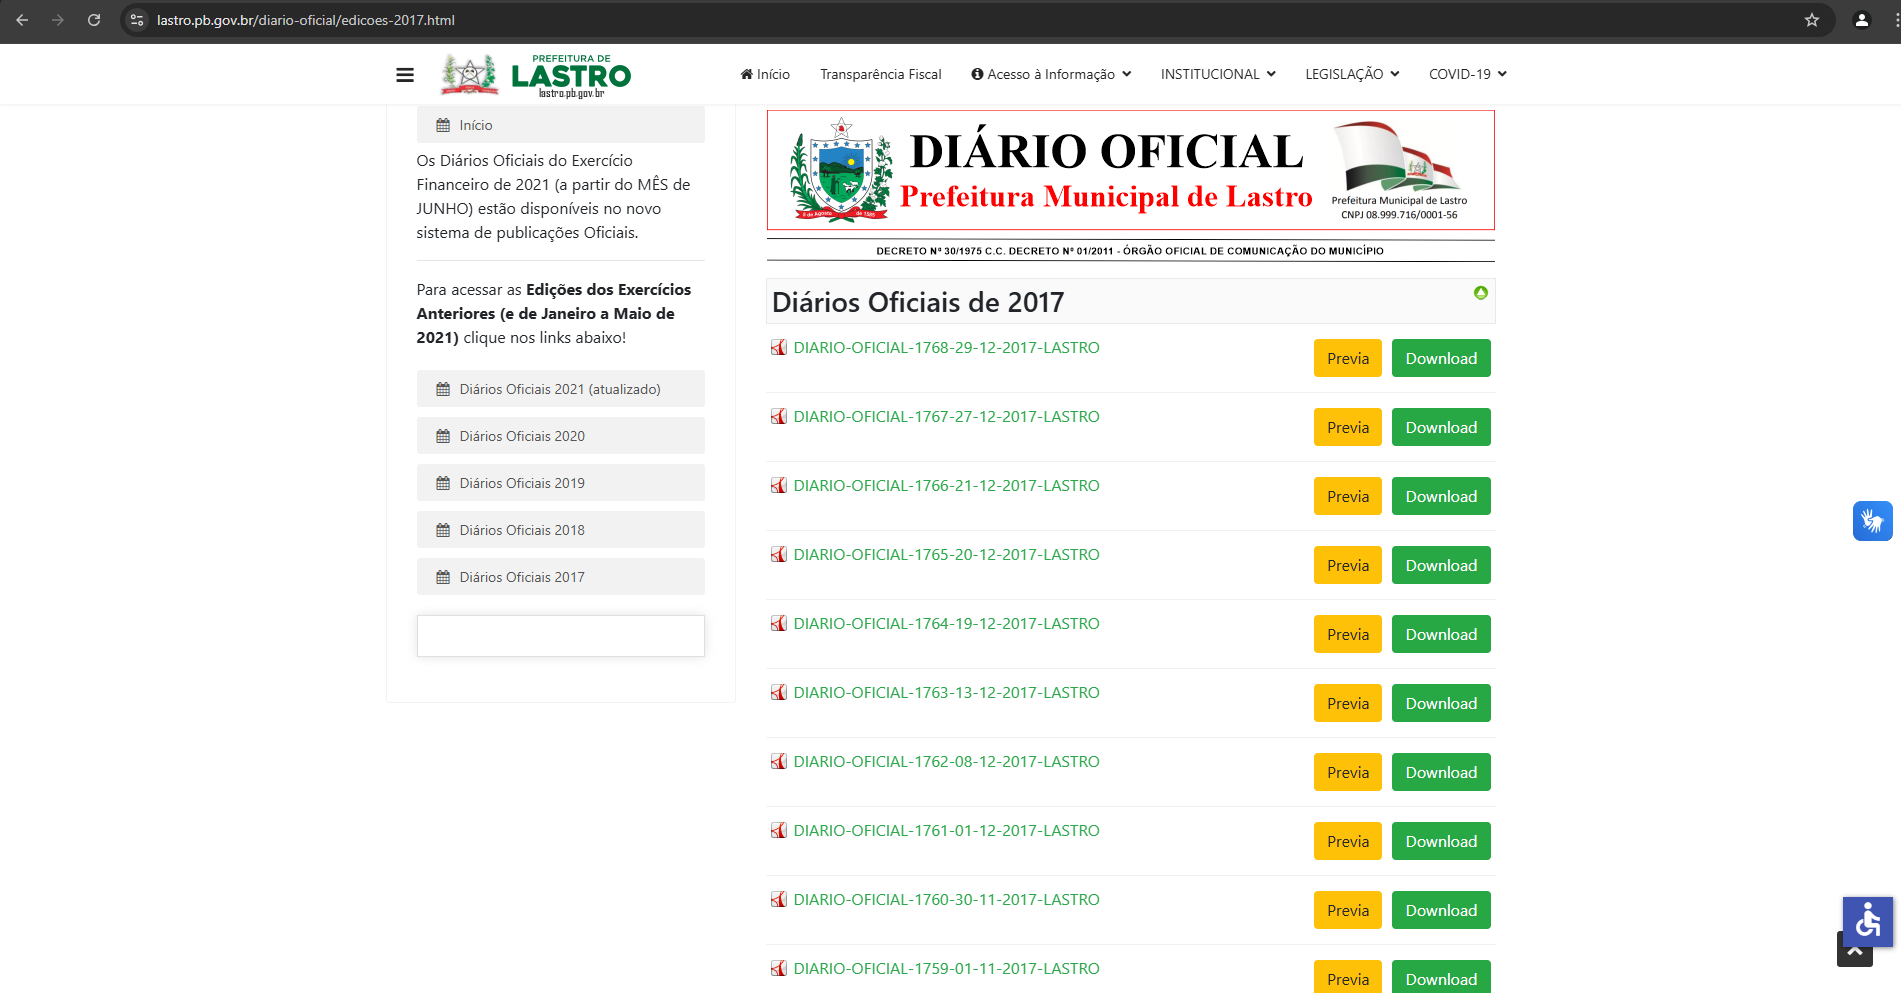 lastro.pb.gov.br/diario-oficial/edicoes-2017.html
PREFEITURA DE
LASTRO
lastro.pb.gov.br
Início
Transparência Fiscal
Acesso à Informação
INSTITUCIONAL
LEGISLAÇÃO
COVID-19
Início
Os Diários Oficiais do Exercício
Financeiro de 2021 (a partir do MÊS de
JUNHO) estão disponíveis no novo
sistema de publicações Oficiais.
Para acessar as Edições dos Exercícios
Anteriores (e de Janeiro a Maio de
2021) clique nos links abaixo!
Diários Oficiais 2021 (atualizado)
Diários Oficiais 2020
Diários Oficiais 2019
Diários Oficiais 2018
Diários Oficiais 2017
DIÁRIO OFICIAL
Prefeitura Municipal de Lastro
Prefeitura Municipal de Lastro
CNPJ 08.999.716/0001-56
DECRETO Nº 30/1975 C.C. DECRETO Nº 01/2011 - ÓRGÃO OFICIAL DE COMUNICAÇÃO DO MUNICÍPIO
Diários Oficiais de 2017
DIARIO-OFICIAL-1768-29-12-2017-LASTRO Previa Download
DIARIO-OFICIAL-1767-27-12-2017-LASTRO Previa Download
DIARIO-OFICIAL-1766-21-12-2017-LASTRO Previa Download
DIARIO-OFICIAL-1765-20-12-2017-LASTRO Previa Download
DIARIO-OFICIAL-1764-19-12-2017-LASTRO Previa Download
DIARIO-OFICIAL-1763-13-12-2017-LASTRO Previa Download
DIARIO-OFICIAL-1762-08-12-2017-LASTRO Previa Download
DIARIO-OFICIAL-1761-01-12-2017-LASTRO Previa Download
DIARIO-OFICIAL-1760-30-11-2017-LASTRO Previa Download
DIARIO-OFICIAL-1759-01-11-2017-LASTRO Previa Download